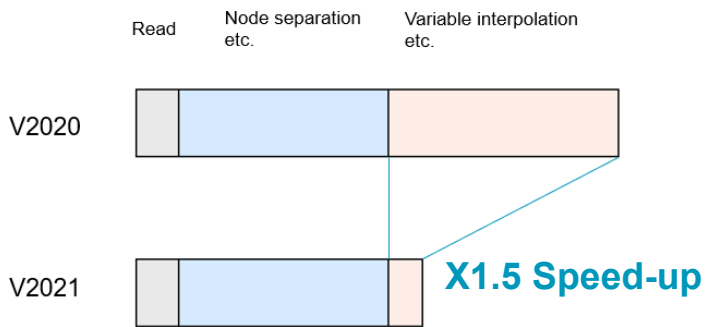 Read
Node separation
etc.
Variable interpolation
etc.
V2020
V2021
X1.5 Speed-up